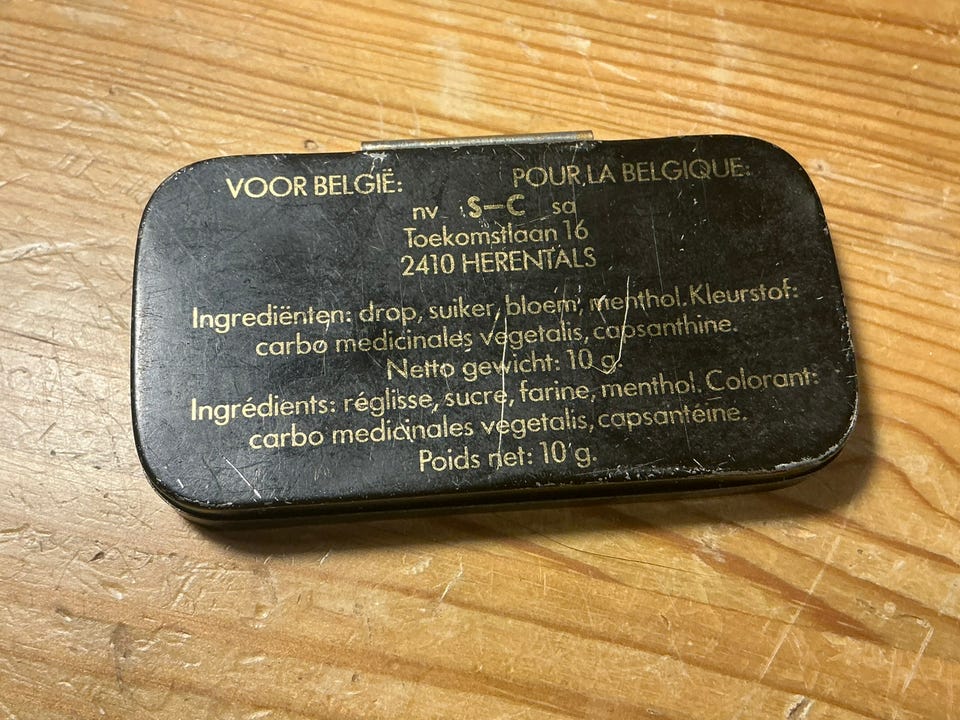 VOOR BELGIË: POUR LA BELGIQUE:
nv S–C sa
Toekomstlaan 16
2410 HERENTALS
Ingrediënten: drop, suiker, bloem, menthol. Kleurstof:
carbo medicinales vegetalis, capsanthine.
Netto gewicht: 10 g.
Ingrédients: réglisse, sucre, farine, menthol. Colorant:
carbo medicinales vegetalis, capsantéine.
Poids net: 10 g.